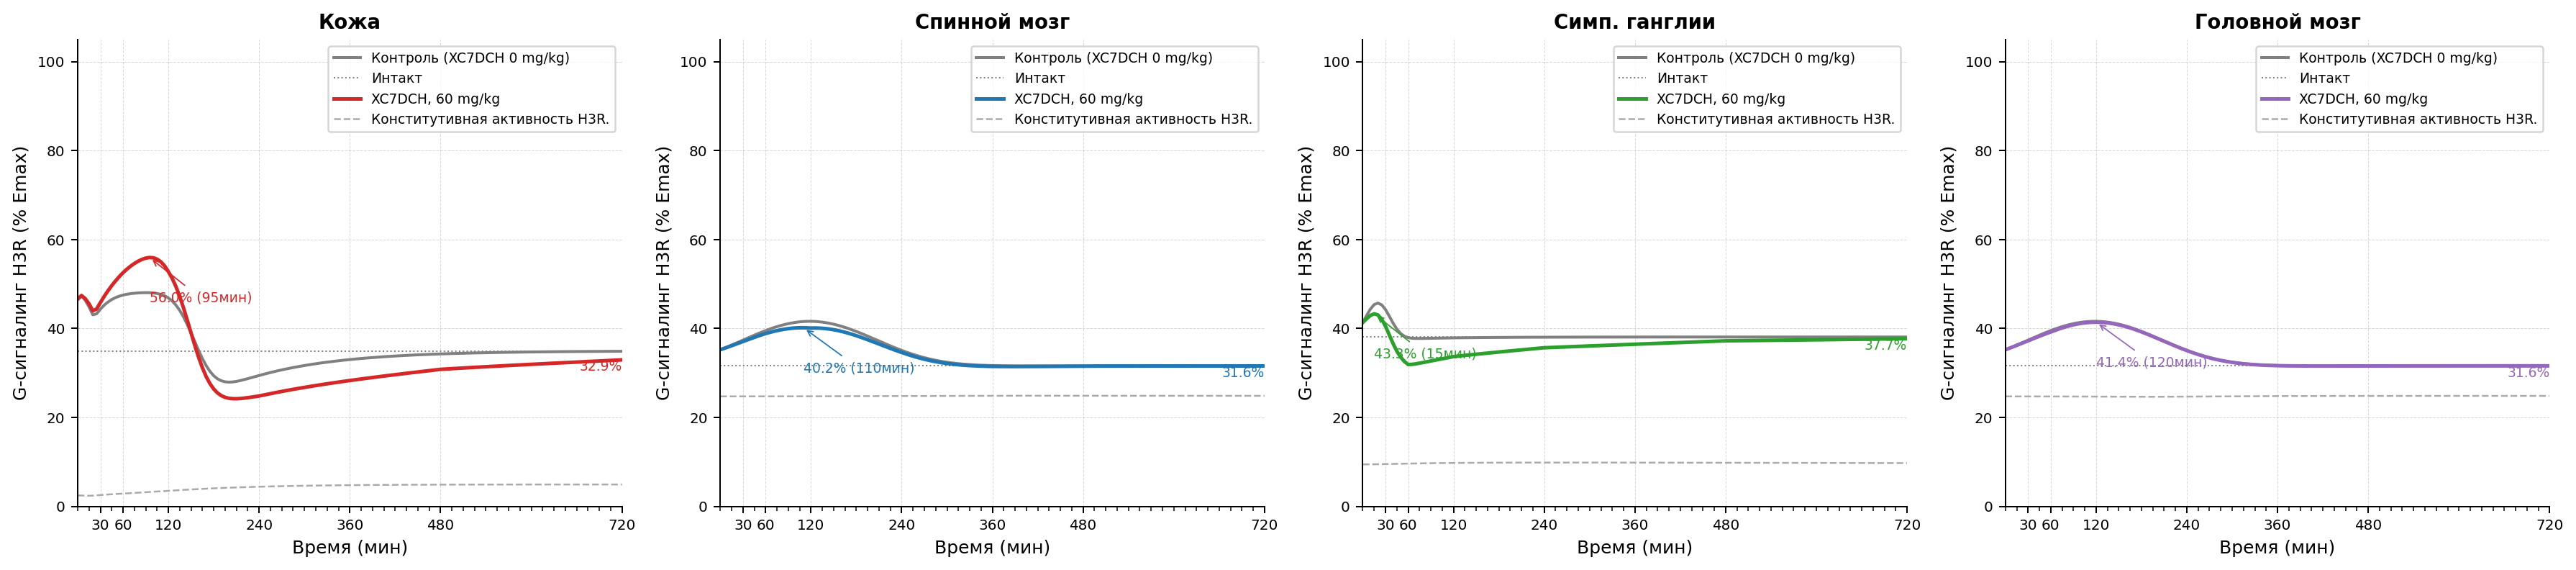 Кожа
G-сигналинг H3R (% Emax)
100
80
60
40
20
0
Контроль (XC7DCH 0 mg/kg)
Интакт
XC7DCH, 60 mg/kg
Конститутивная активность H3R.
56.0% (95мин)
32.9%
30 60 120 240 360 480 720
Время (мин)
Спинной мозг
G-сигналинг H3R (% Emax)
100
80
60
40
20
0
Контроль (XC7DCH 0 mg/kg)
Интакт
XC7DCH, 60 mg/kg
Конститутивная активность H3R.
40.2% (110мин)
31.6%
30 60 120 240 360 480 720
Время (мин)
Симп. ганглии
G-сигналинг H3R (% Emax)
100
80
60
40
20
0
Контроль (XC7DCH 0 mg/kg)
Интакт
XC7DCH, 60 mg/kg
Конститутивная активность H3R.
43.3% (15мин)
37.7%
30 60 120 240 360 480 720
Время (мин)
Головной мозг
G-сигналинг H3R (% Emax)
100
80
60
40
20
0
Контроль (XC7DCH 0 mg/kg)
Интакт
XC7DCH, 60 mg/kg
Конститутивная активность H3R.
41.4% (120мин)
31.6%
30 60 120 240 360 480 720
Время (мин)